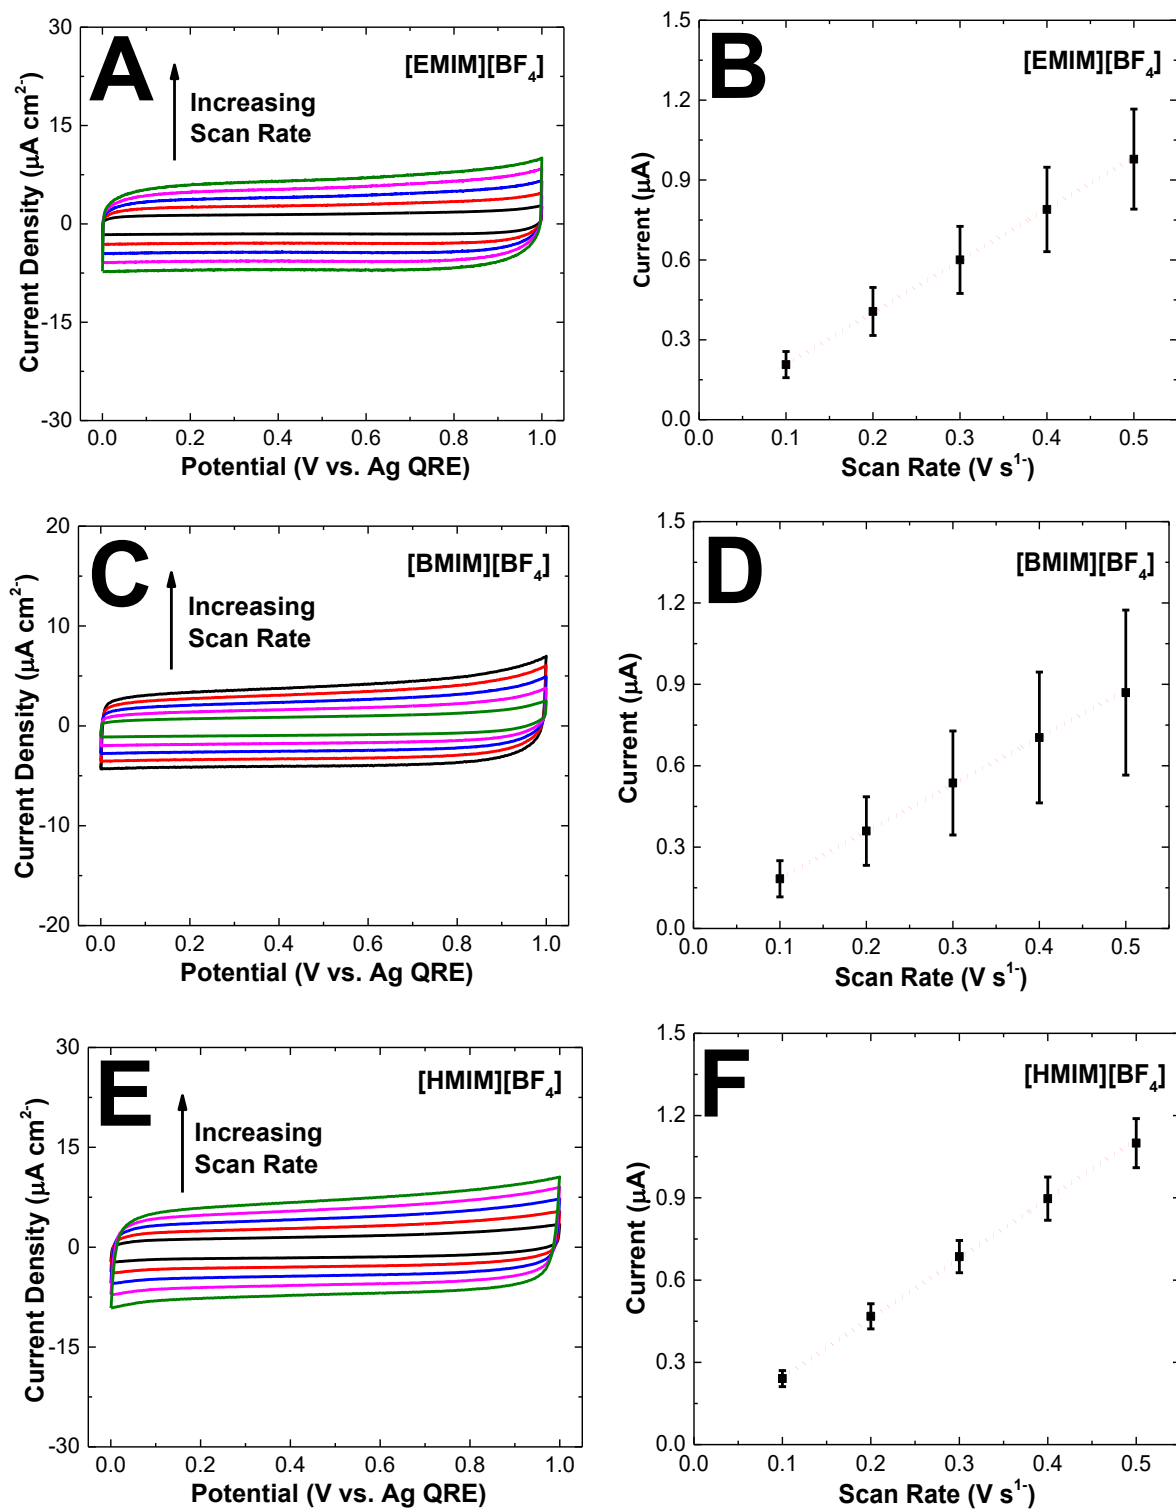 A
[EMIM][BF₄]
Increasing
Scan Rate
30
15
0
-15
-30
Current Density (μA cm²⁻)
0.0 0.2 0.4 0.6 0.8 1.0
Potential (V vs. Ag QRE)
B
[EMIM][BF₄]
1.5
1.2
0.9
0.6
0.3
0.0
Current (μA)
0.0 0.1 0.2 0.3 0.4 0.5
Scan Rate (V s¹⁻)
C
[BMIM][BF₄]
Increasing
Scan Rate
20
10
0
-10
-20
Current Density (μA cm²⁻)
0.0 0.2 0.4 0.6 0.8 1.0
Potential (V vs. Ag QRE)
D
[BMIM][BF₄]
1.5
1.2
0.9
0.6
0.3
0.0
Current (μA)
0.0 0.1 0.2 0.3 0.4 0.5
Scan Rate (V s¹⁻)
E
[HMIM][BF₄]
Increasing
Scan Rate
30
15
0
-15
-30
Current Density (μA cm²⁻)
0.0 0.2 0.4 0.6 0.8 1.0
Potential (V vs. Ag QRE)
F
[HMIM][BF₄]
1.5
1.2
0.9
0.6
0.3
0.0
Current (μA)
0.0 0.1 0.2 0.3 0.4 0.5
Scan Rate (V s¹⁻)